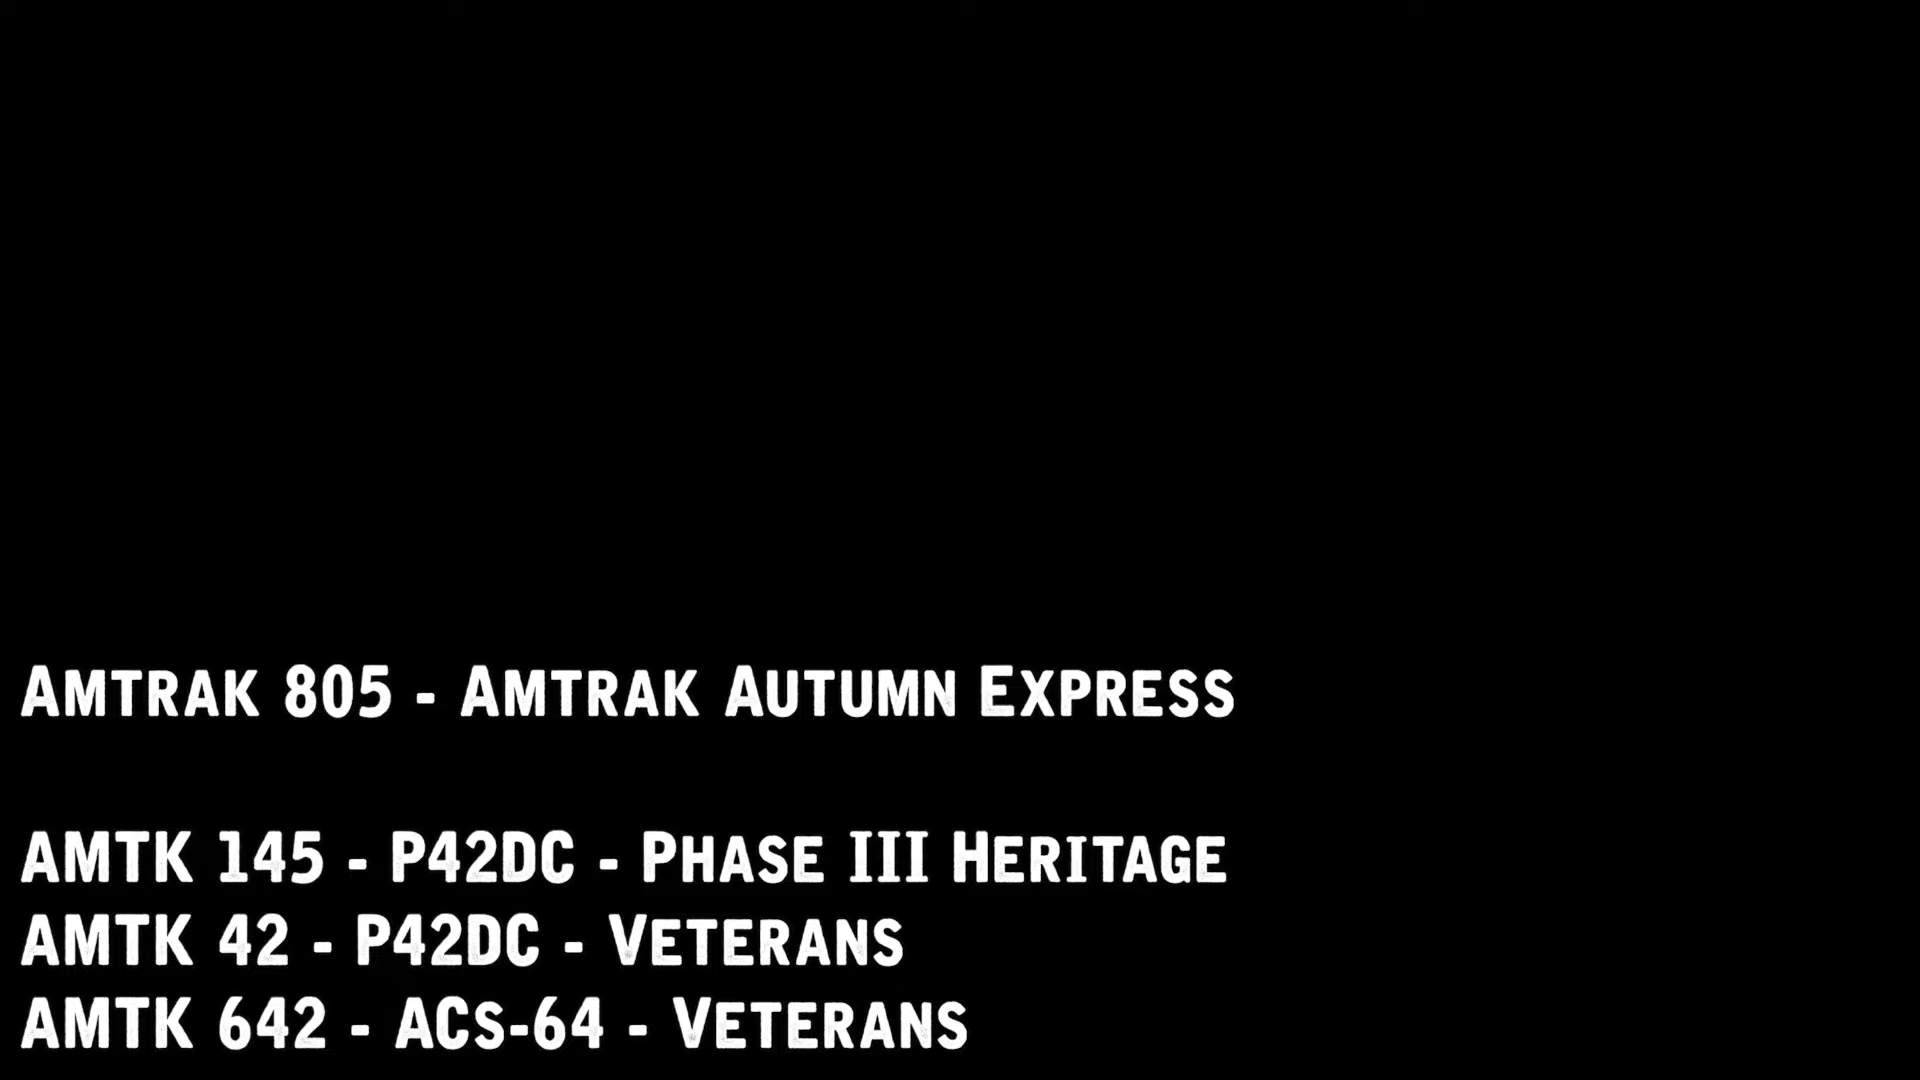 Amtrak 805 - Amtrak Autumn Express
AMTK 145 - P42DC - Phase III Heritage
AMTK 42 - P42DC - Veterans
AMTK 642 - ACs-64 - Veterans